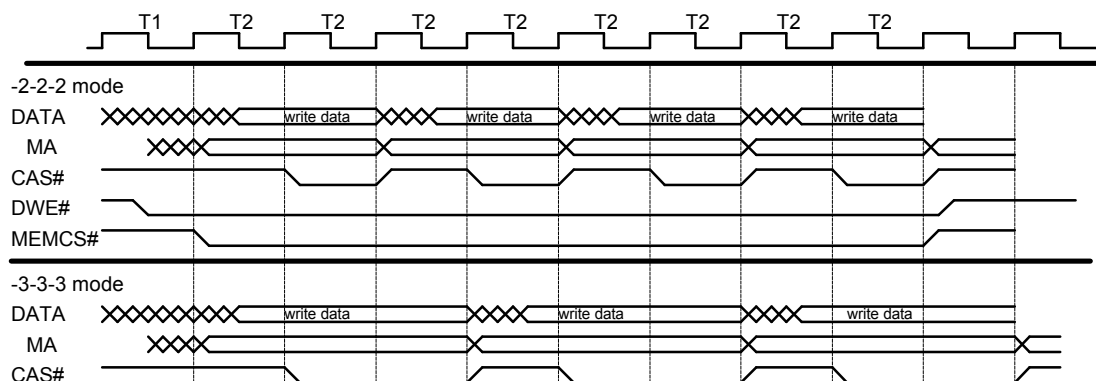 T1 T2 T2 T2 T2 T2 T2 T2 T2
-2-2-2 mode
DATA write data write data write data write data
MA
CAS#
DWE#
MEMCS#
-3-3-3 mode
DATA write data write data write data
MA
CAS#